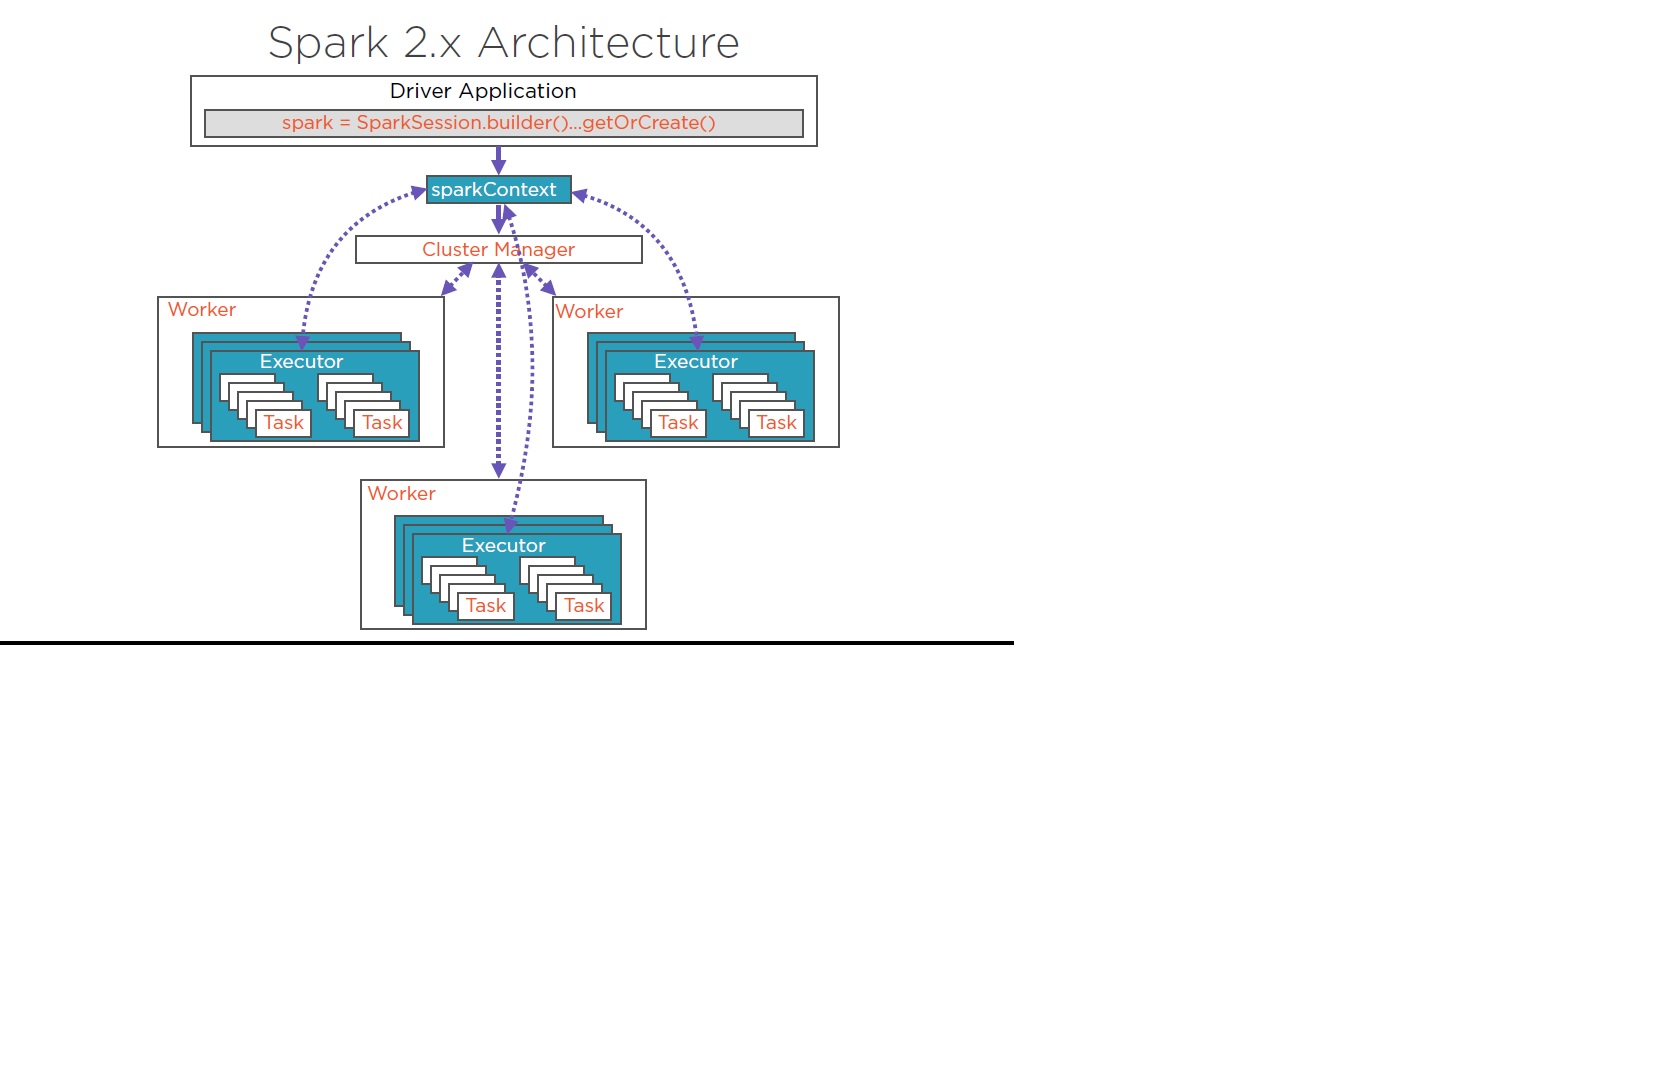 Spark 2.x Architecture
Driver Application
spark = SparkSession.builder()...getOrCreate()
sparkContext
Cluster Manager
Worker
Executor
Task Task
Worker
Executor
Task Task
Worker
Executor
Task Task